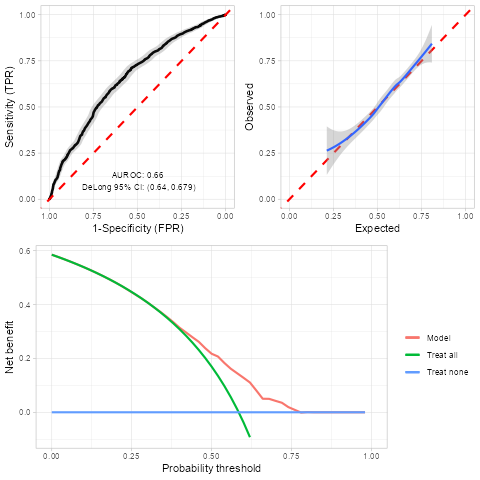 1.00
0.75
0.50
0.25
0.00
Sensitivity (TPR)
AUROC: 0.66
DeLong 95% CI: (0.64, 0.679)
1.00 0.75 0.50 0.25 0.00
1-Specificity (FPR)
1.00
0.75
0.50
0.25
0.00
Observed
0.00 0.25 0.50 0.75 1.00
Expected
0.6
0.4
0.2
0.0
Net benefit
0.00 0.25 0.50 0.75 1.00
Probability threshold
Model
Treat all
Treat none